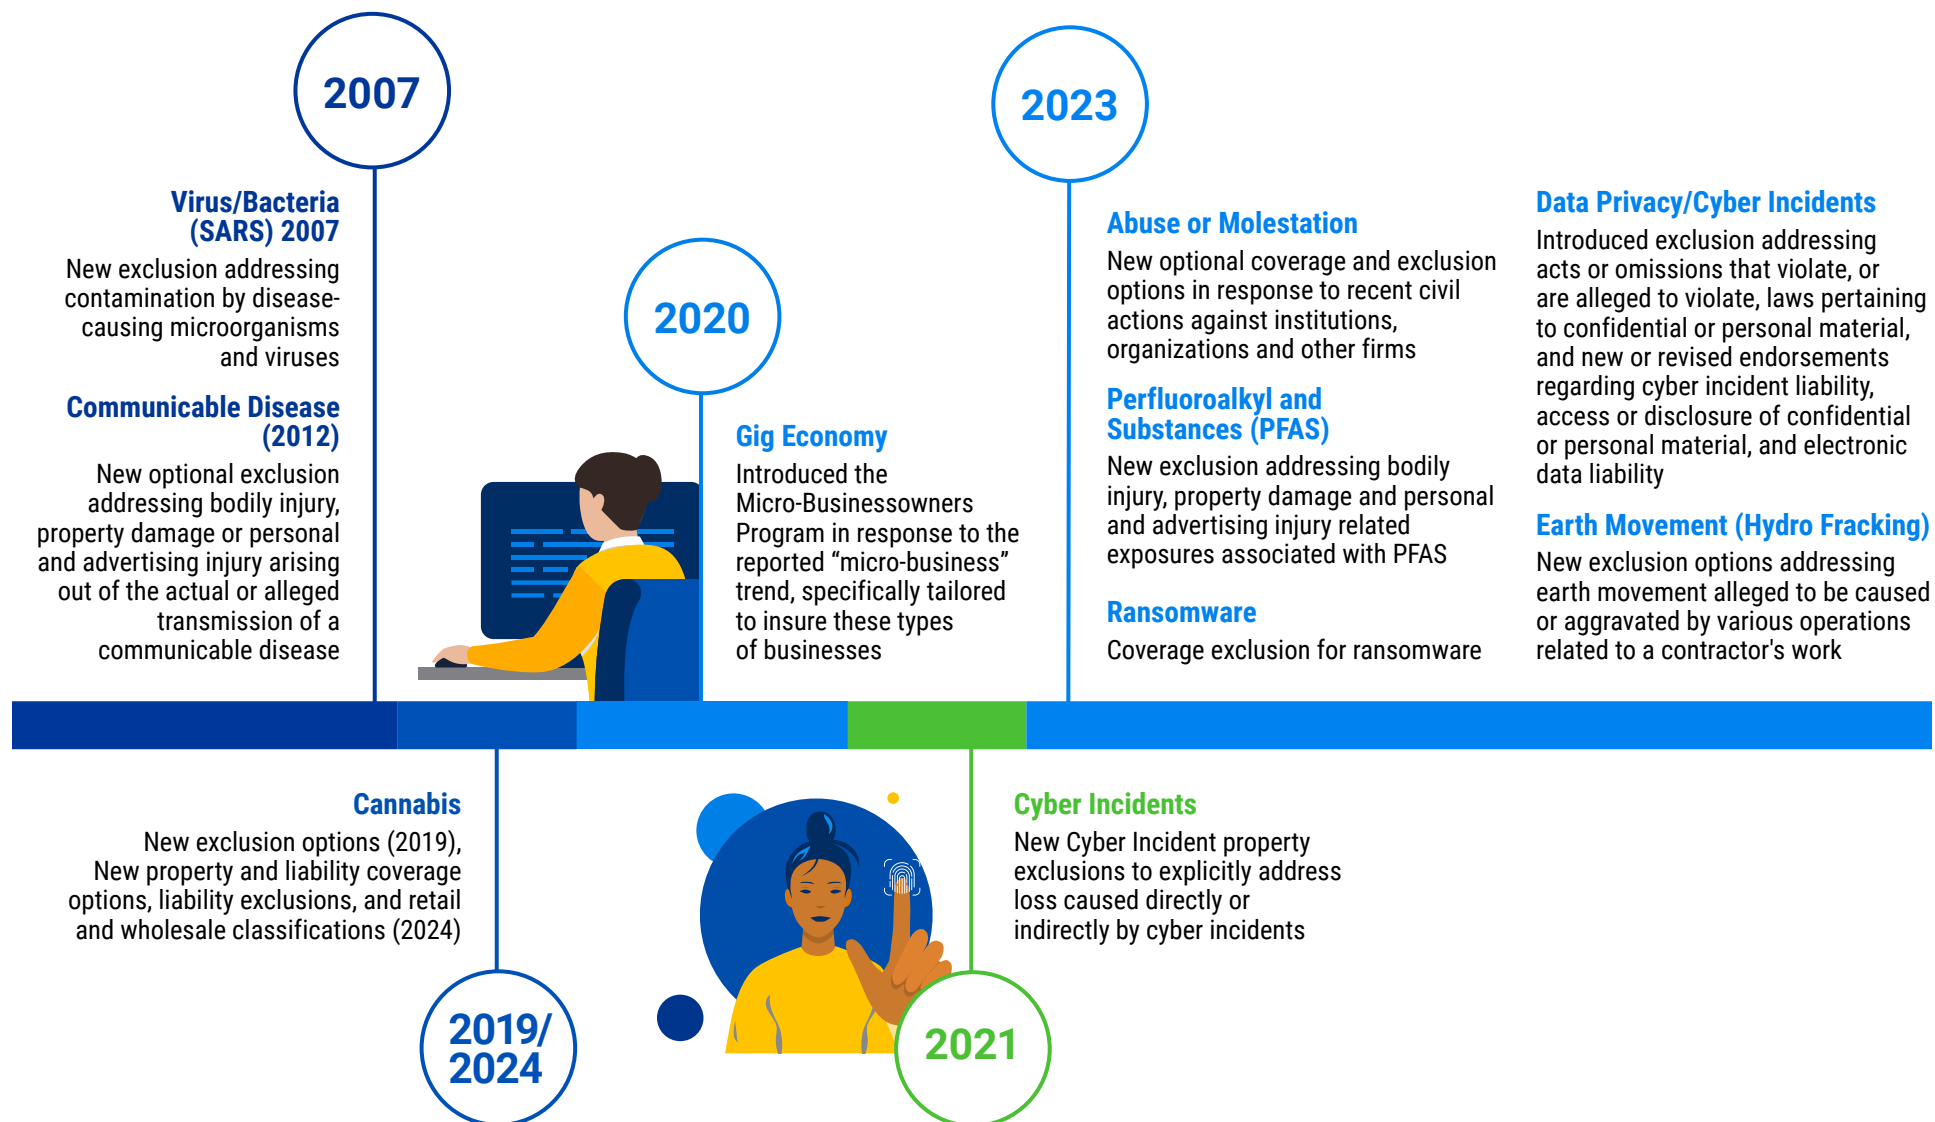 2007
Virus/Bacteria
(SARS) 2007
New exclusion addressing
contamination by disease-
causing microorganisms
and viruses
Communicable Disease
(2012)
New optional exclusion
addressing bodily injury,
property damage or personal
and advertising injury arising
out of the actual or alleged
transmission of a
communicable disease
2020
Gig Economy
Introduced the
Micro-Businessowners
Program in response to the
reported “micro-business”
trend, specifically tailored
to insure these types
of businesses
2023
Abuse or Molestation
New optional coverage and exclusion
options in response to recent civil
actions against institutions,
organizations and other firms
Perfluoroalkyl and
Substances (PFAS)
New exclusion addressing bodily
injury, property damage and personal
and advertising injury related
exposures associated with PFAS
Ransomware
Coverage exclusion for ransomware
Data Privacy/Cyber Incidents
Introduced exclusion addressing
acts or omissions that violate, or
are alleged to violate, laws pertaining
to confidential or personal material,
and new or revised endorsements
regarding cyber incident liability,
access or disclosure of confidential
or personal material, and electronic
data liability
Earth Movement (Hydro Fracking)
New exclusion options addressing
earth movement alleged to be caused
or aggravated by various operations
related to a contractor's work
Cannabis
New exclusion options (2019),
New property and liability coverage
options, liability exclusions, and retail
and wholesale classifications (2024)
2019/
2024
Cyber Incidents
New Cyber Incident property
exclusions to explicitly address
loss caused directly or
indirectly by cyber incidents
2021